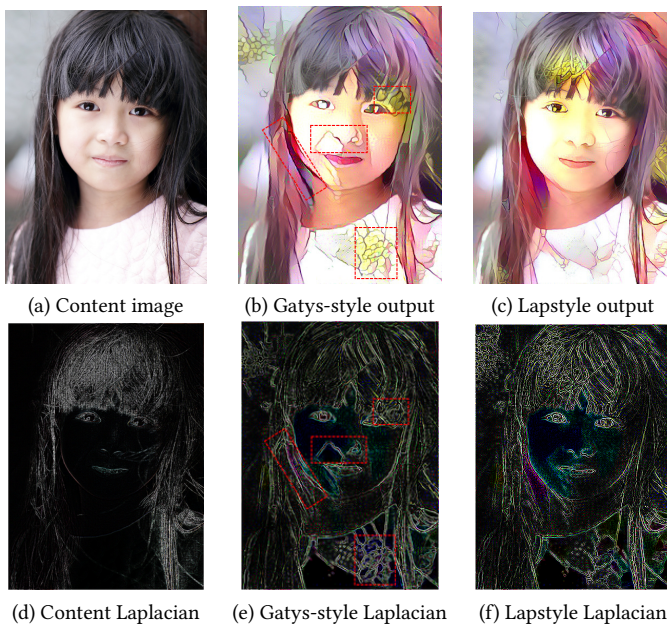 (a) Content image
(b) Gatys-style output
(c) Lapstyle output
(d) Content Laplacian
(e) Gatys-style Laplacian
(f) Lapstyle Laplacian